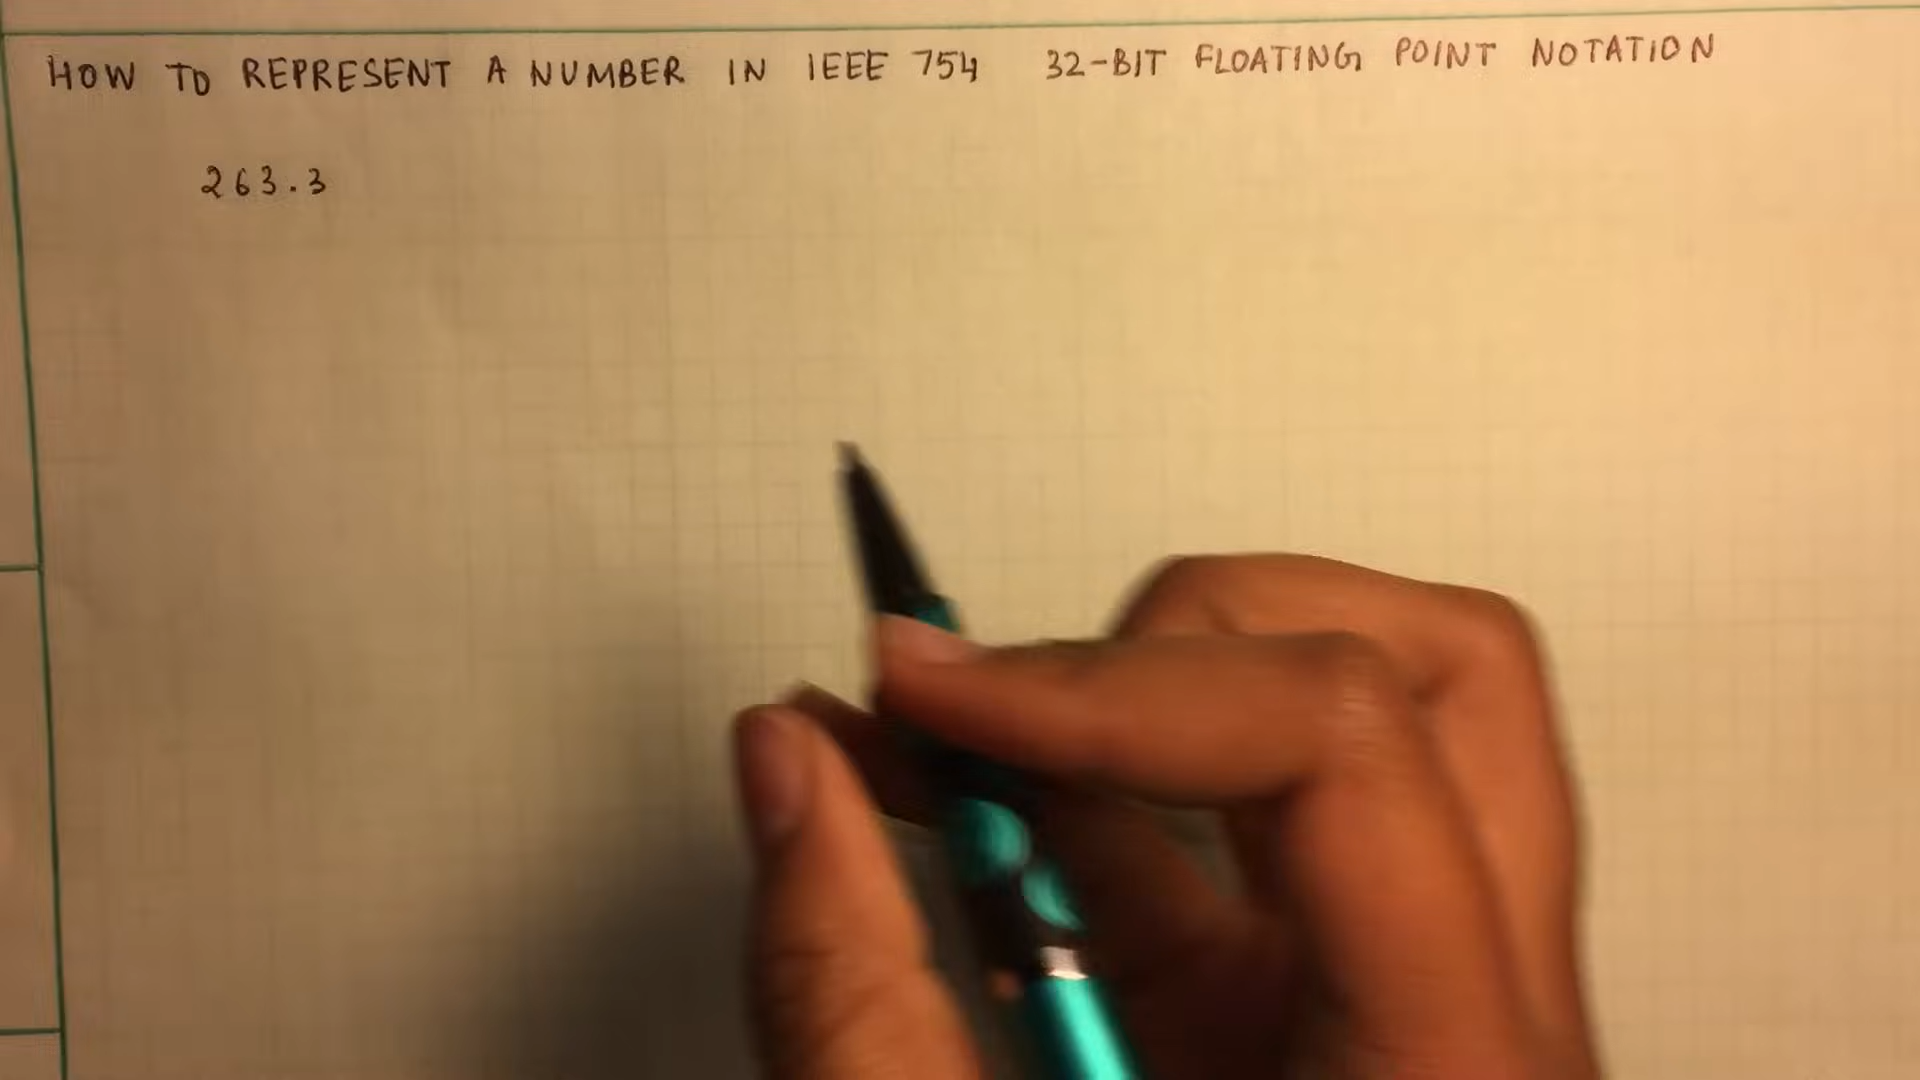 HOW TO REPRESENT A NUMBER IN IEEE 754 32-BIT FLOATING POINT NOTATION
263.3